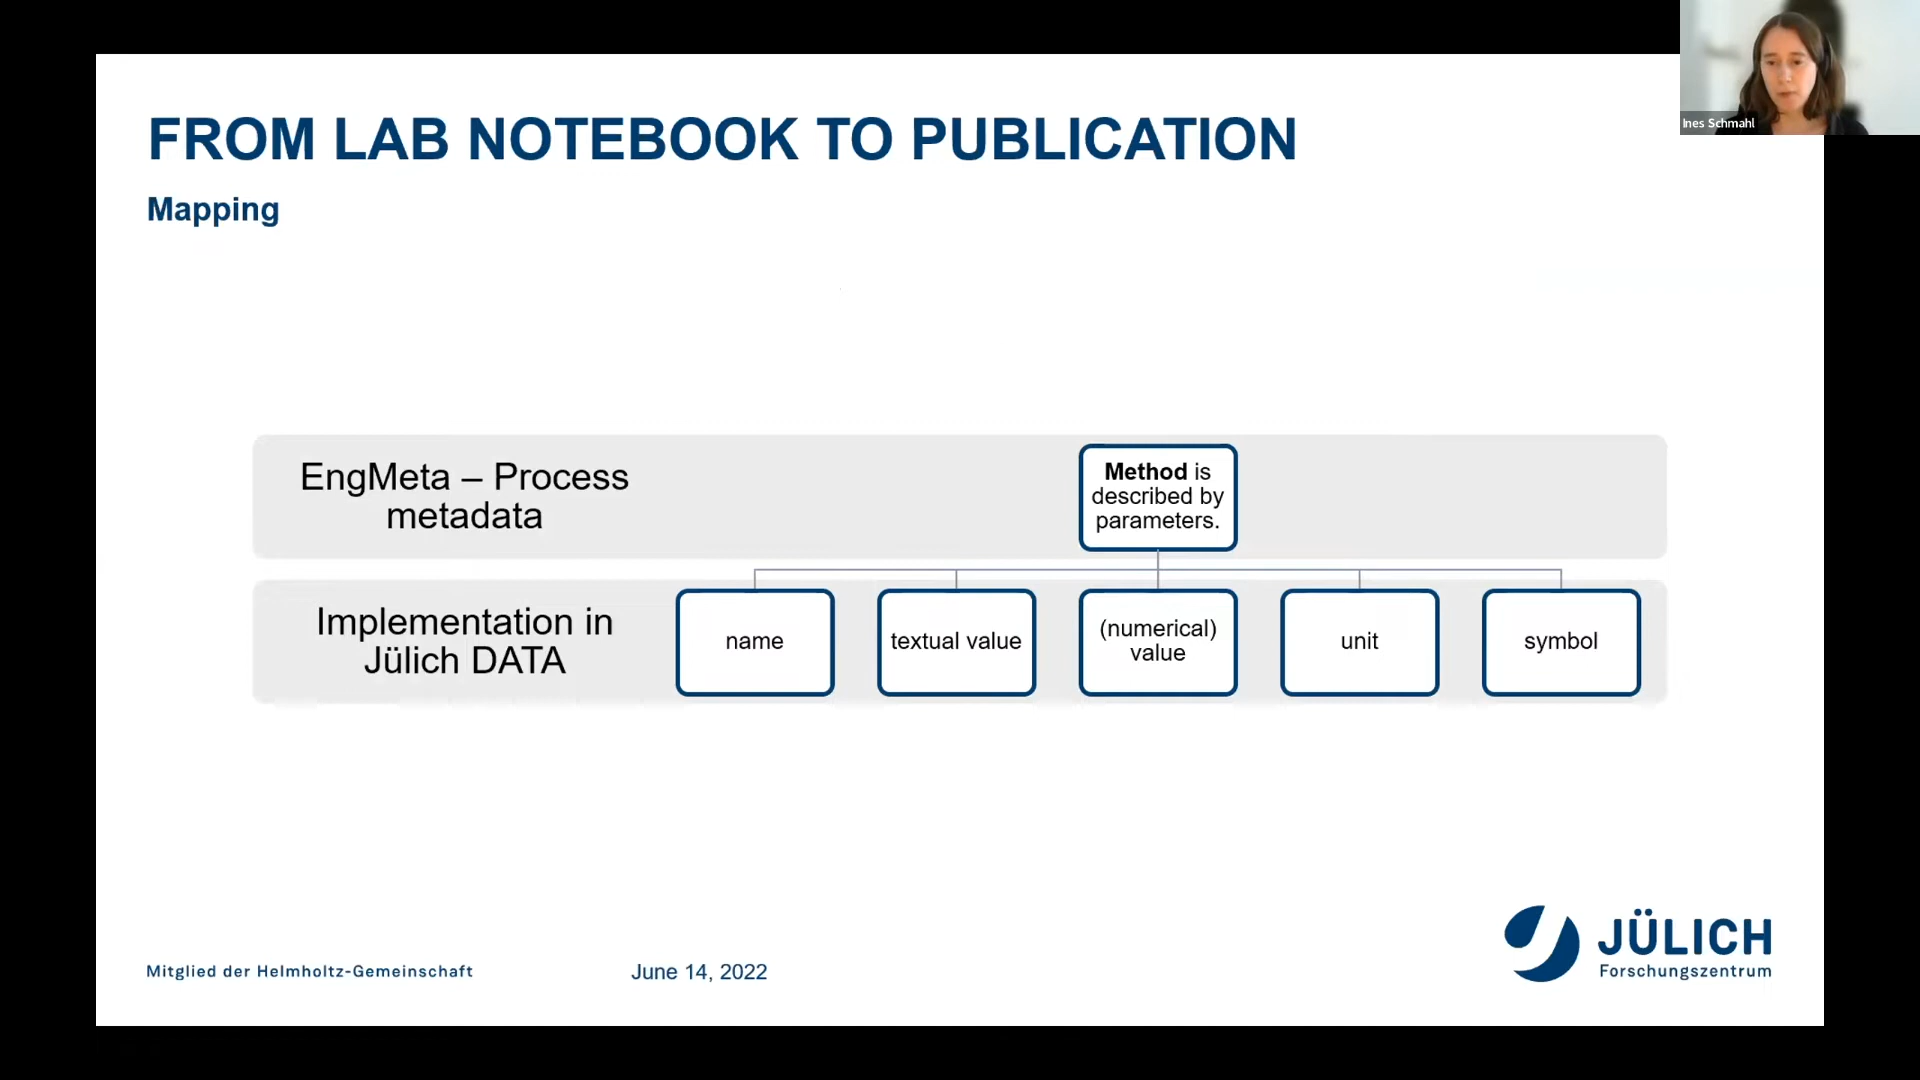 Ines Schmahl
FROM LAB NOTEBOOK TO PUBLICATION
Mapping
EngMeta – Process
metadata
Method is
described by
parameters.
Implementation in
Jülich DATA
name
textual value
(numerical)
value
unit
symbol
Mitglied der Helmholtz-Gemeinschaft
June 14, 2022
JÜLICH
Forschungszentrum